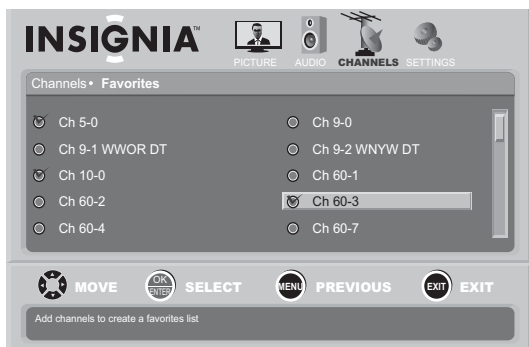 INSIGNIA™
PICTURE AUDIO CHANNELS SETTINGS
Channels• Favorites
Ch 5-0 Ch 9-0
Ch 9-1 WWOR DT Ch 9-2 WNYW DT
Ch 10-0 Ch 60-1
Ch 60-2 Ch 60-3
Ch 60-4 Ch 60-7
MOVE OK ENTER SELECT MENU PREVIOUS EXIT EXIT
Add channels to create a favorites list